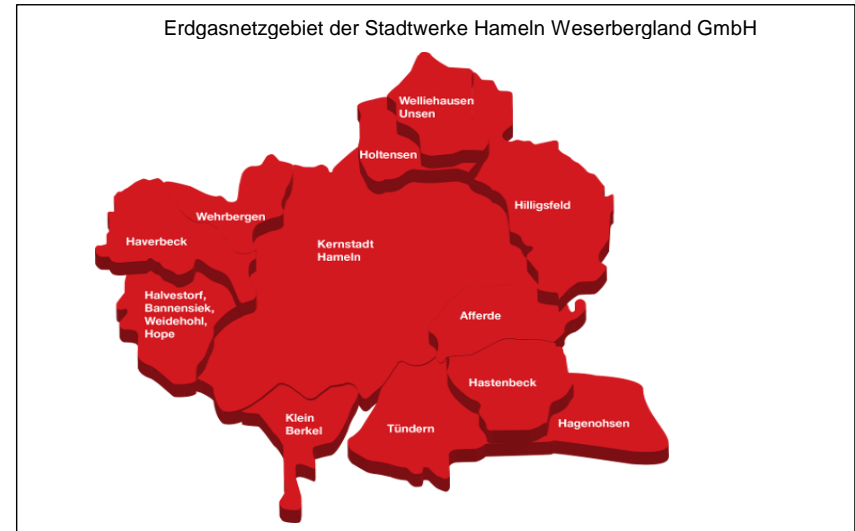 Erdgasnetzgebiet der Stadtwerke Hameln Weserbergland GmbH
Welliehausen
Unsen
Holtensen
Hilligsfeld
Wehrbergen
Haverbeck
Kernstadt
Hameln
Halvestorf,
Bannensiek,
Weidehohl,
Hope
Afferde
Hastenbeck
Klein
Berkel
Tündern
Hagenohsen